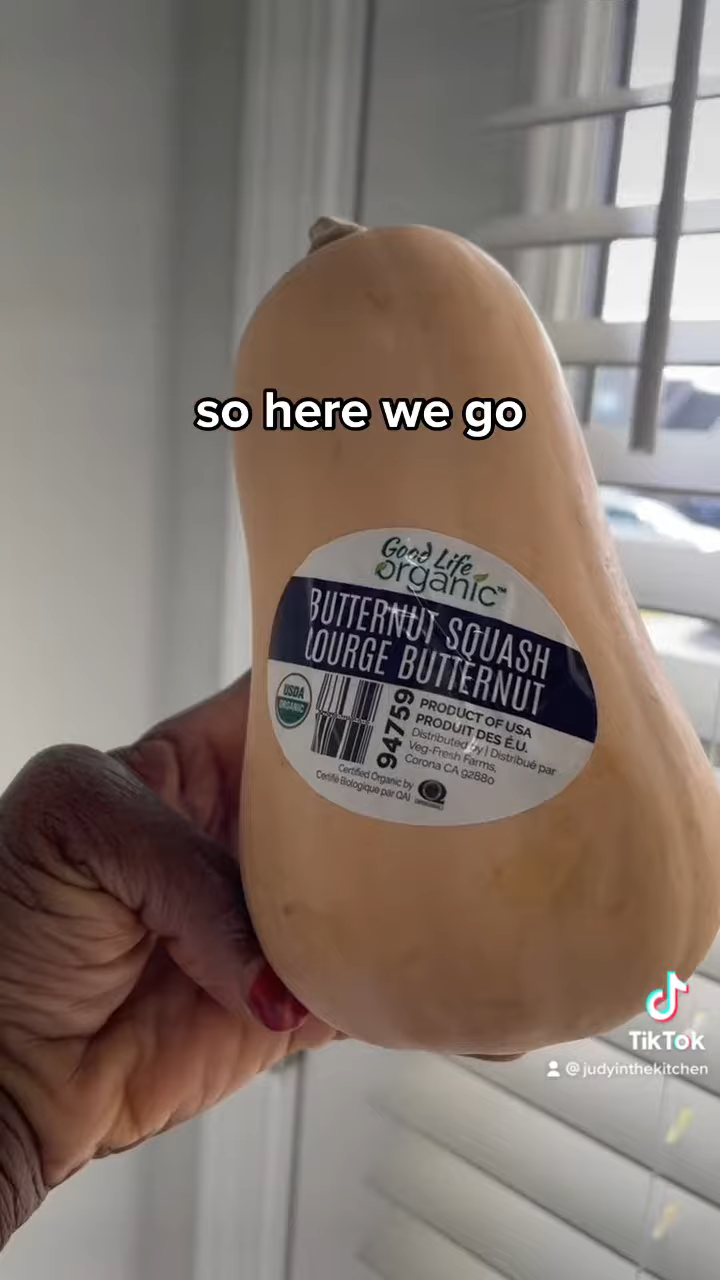 so here we go
Good Life
organic™
BUTTERNUT SQUASH
COURGE BUTTERNUT
USDA
ORGANIC
94759
PRODUCT OF USA
PRODUIT DES É.U.
Distributed by | Distribué par
Veg-Fresh Farms,
Corona CA 92880
Certified Organic by
Certifié Biologique par QAI
TikTok
@judyinthekitchen